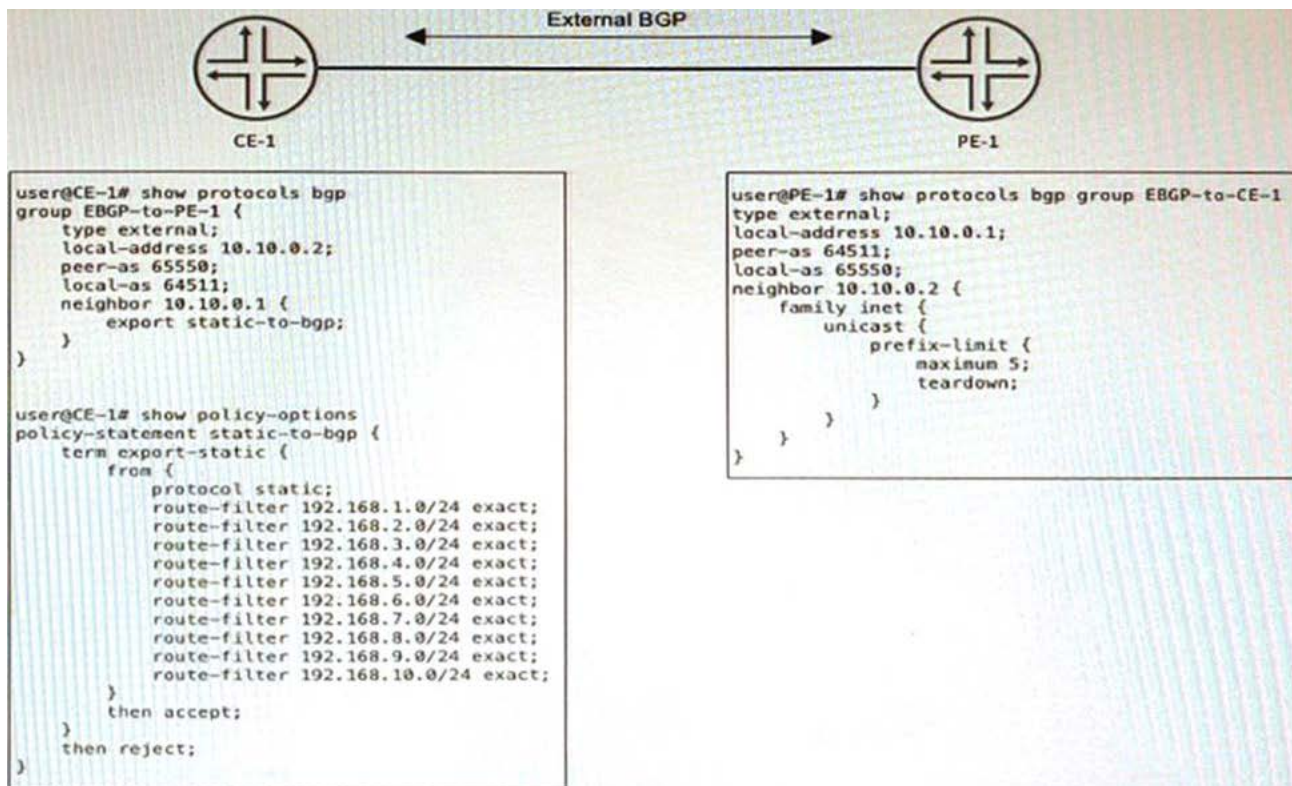 External BGP
CE-1
PE-1
user@CE-1# show protocols bgp
group EBGP-to-PE-1 {
type external;
local-address 10.10.0.2;
peer-as 65550;
local-as 64511;
neighbor 10.10.0.1 {
export static-to-bgp;
}
}
user@CE-1# show policy-options
policy-statement static-to-bgp {
term export-static {
from {
protocol static;
route-filter 192.168.1.0/24 exact;
route-filter 192.168.2.0/24 exact;
route-filter 192.168.3.0/24 exact;
route-filter 192.168.4.0/24 exact;
route-filter 192.168.5.0/24 exact;
route-filter 192.168.6.0/24 exact;
route-filter 192.168.7.0/24 exact;
route-filter 192.168.8.0/24 exact;
route-filter 192.168.9.0/24 exact;
route-filter 192.168.10.0/24 exact;
}
then accept;
}
then reject;
}
user@PE-1# show protocols bgp group EBGP-to-CE-1
type external;
local-address 10.10.0.1;
peer-as 64511;
local-as 65550;
neighbor 10.10.0.2 {
family inet {
unicast {
prefix-limit {
maximum 5;
teardown;
}
}
}
}